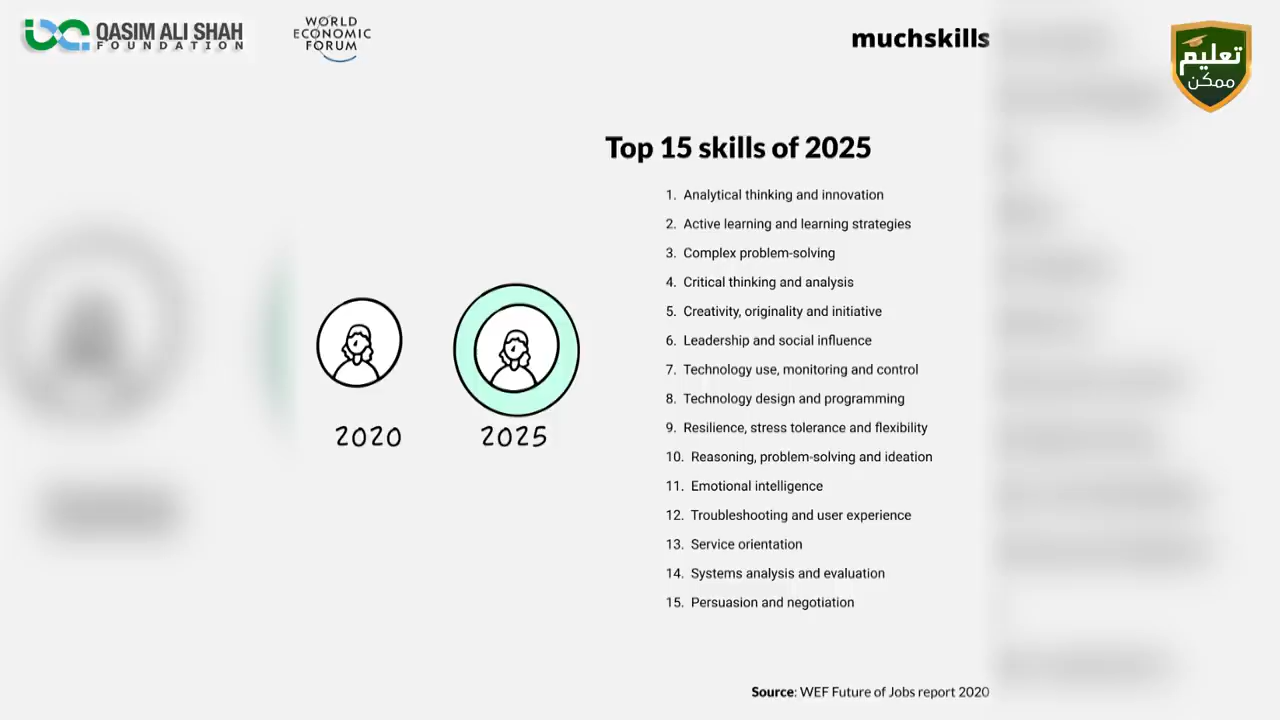 QASIM ALI SHAH
FOUNDATION
WORLD
ECONOMIC
FORUM
muchskills
تعلیم
ممکن
Top 15 skills of 2025
1. Analytical thinking and innovation
2. Active learning and learning strategies
3. Complex problem-solving
4. Critical thinking and analysis
5. Creativity, originality and initiative
6. Leadership and social influence
7. Technology use, monitoring and control
8. Technology design and programming
9. Resilience, stress tolerance and flexibility
10. Reasoning, problem-solving and ideation
11. Emotional intelligence
12. Troubleshooting and user experience
13. Service orientation
14. Systems analysis and evaluation
15. Persuasion and negotiation
2020
2025
Source: WEF Future of Jobs report 2020